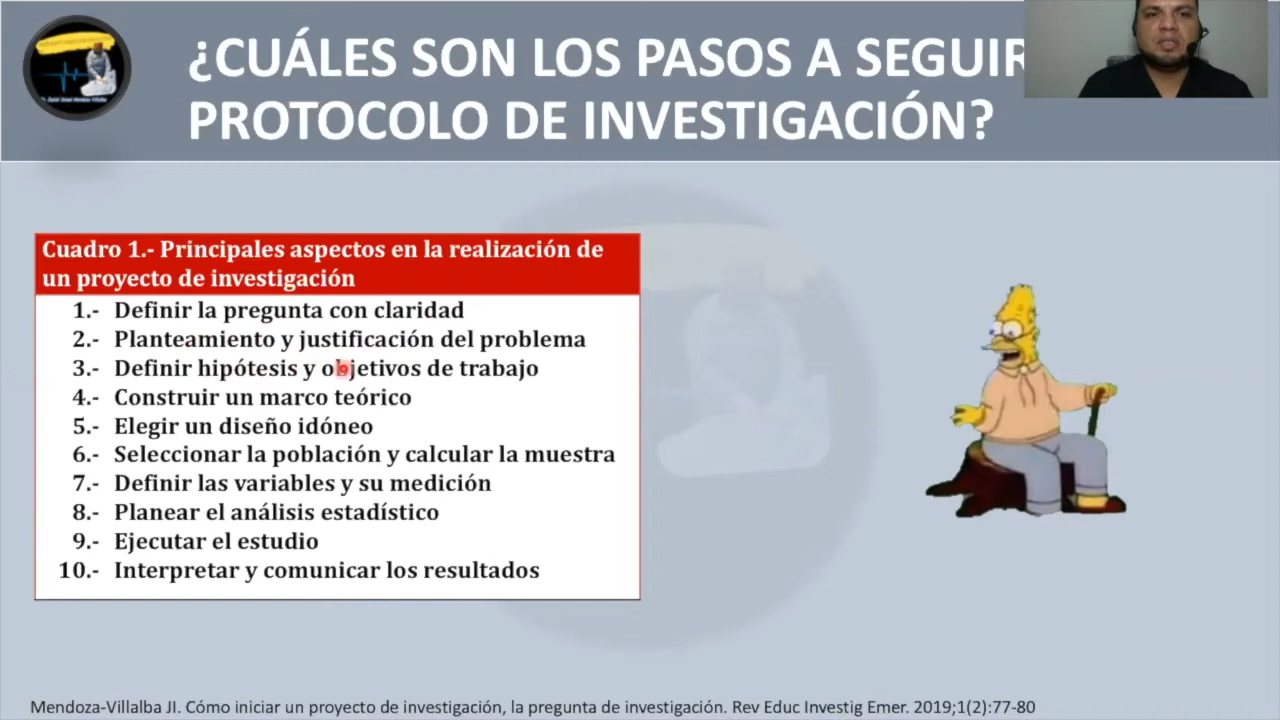 ¿CUÁLES SON LOS PASOS A SEGUIR
PROTOCOLO DE INVESTIGACIÓN?
Cuadro 1.- Principales aspectos en la realización de
un proyecto de investigación
1.- Definir la pregunta con claridad
2.- Planteamiento y justificación del problema
3.- Definir hipótesis y objetivos de trabajo
4.- Construir un marco teórico
5.- Elegir un diseño idóneo
6.- Seleccionar la población y calcular la muestra
7.- Definir las variables y su medición
8.- Planear el análisis estadístico
9.- Ejecutar el estudio
10.- Interpretar y comunicar los resultados
Mendoza-Villalba JI. Cómo iniciar un proyecto de investigación, la pregunta de investigación. Rev Educ Investig Emer. 2019;1(2):77-80